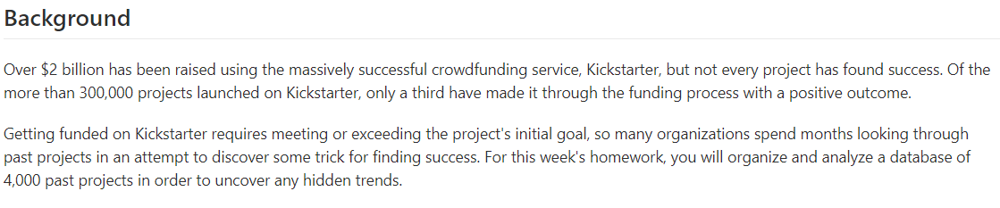 Background
Over $2 billion has been raised using the massively successful crowdfunding service, Kickstarter, but not every project has found success. Of the
more than 300,000 projects launched on Kickstarter, only a third have made it through the funding process with a positive outcome.
Getting funded on Kickstarter requires meeting or exceeding the project's initial goal, so many organizations spend months looking through
past projects in an attempt to discover some trick for finding success. For this week's homework, you will organize and analyze a database of
4,000 past projects in order to uncover any hidden trends.